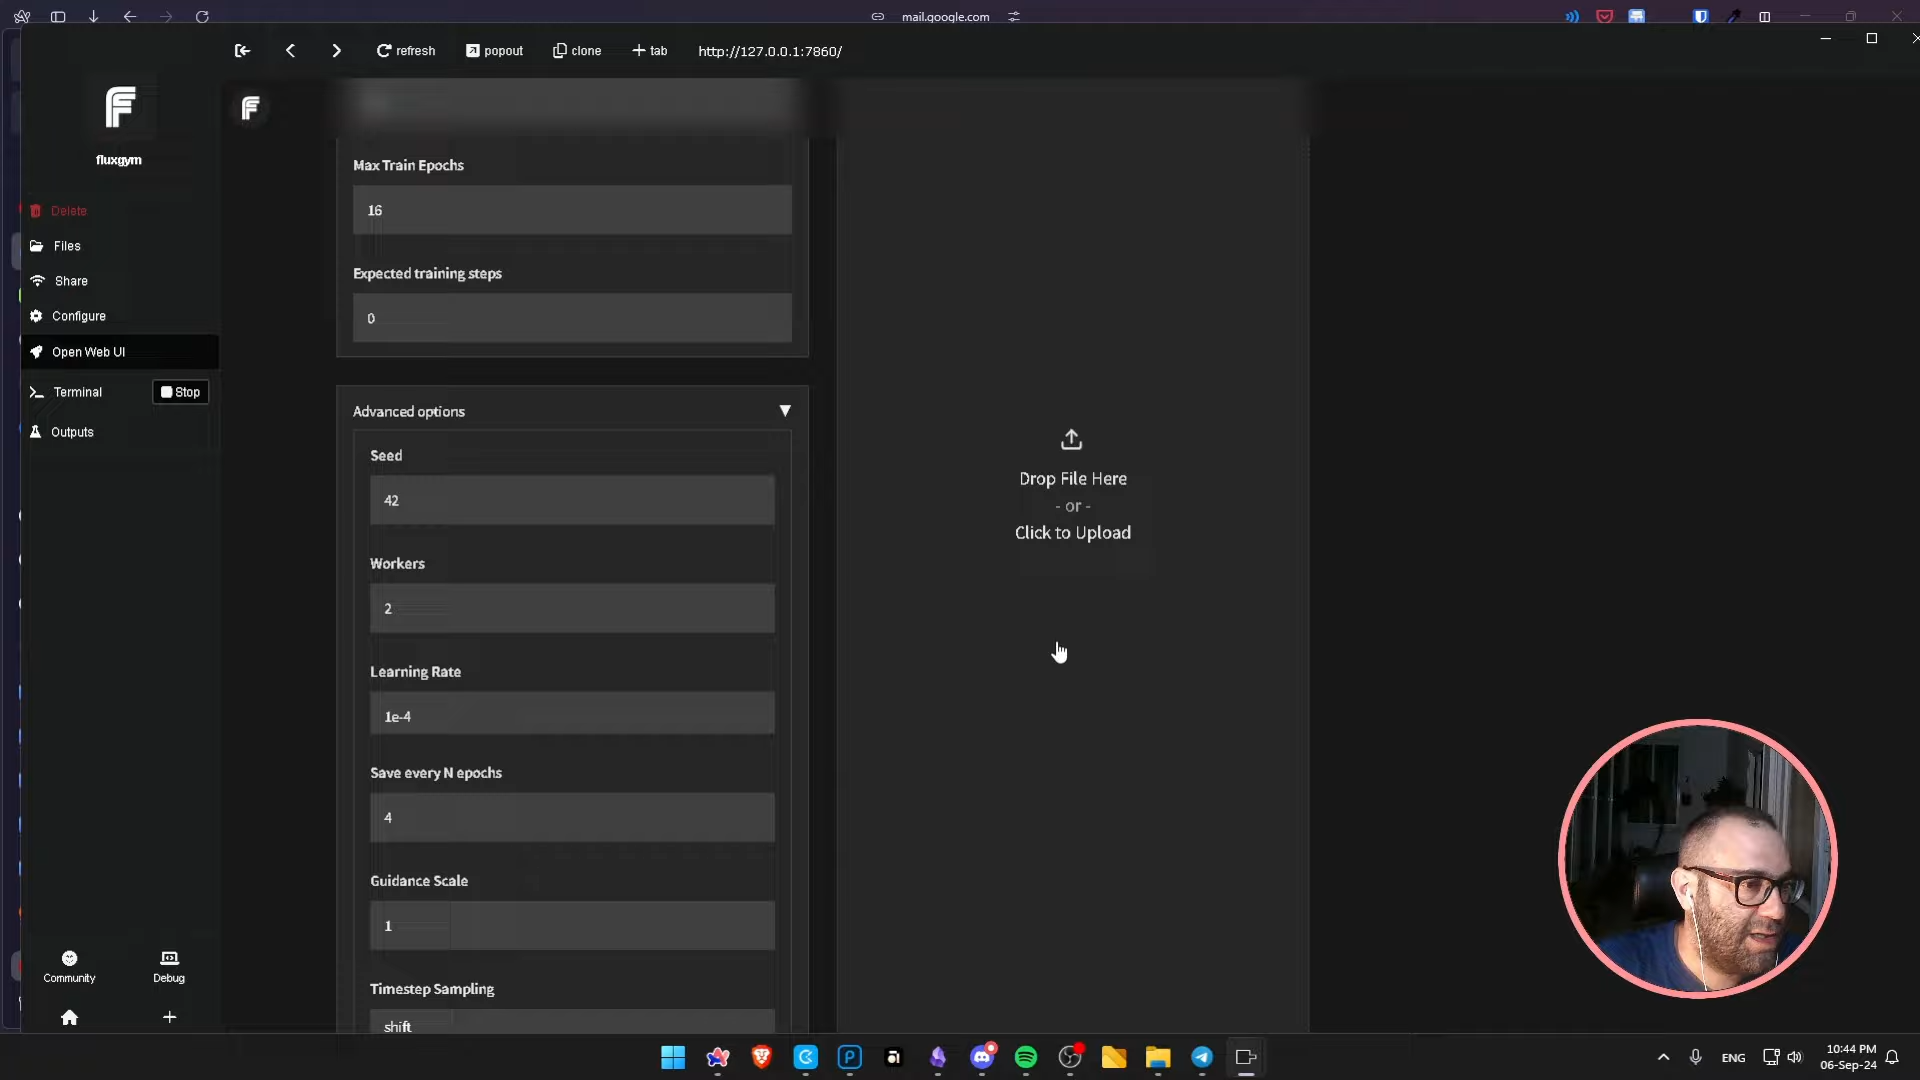 mail.google.com
refresh
popout
clone
tab
http://127.0.0.1:7860/
fluxgym
Delete
Files
Share
Configure
Open Web UI
Terminal
Stop
Outputs
Community
Debug
Max Train Epochs
16
Expected training steps
0
Advanced options
Seed
42
Workers
2
Learning Rate
1e-4
Save every N epochs
4
Guidance Scale
1
Timestep Sampling
shift
Drop File Here
- or -
Click to Upload
ENG
10:44 PM
06-Sep-24